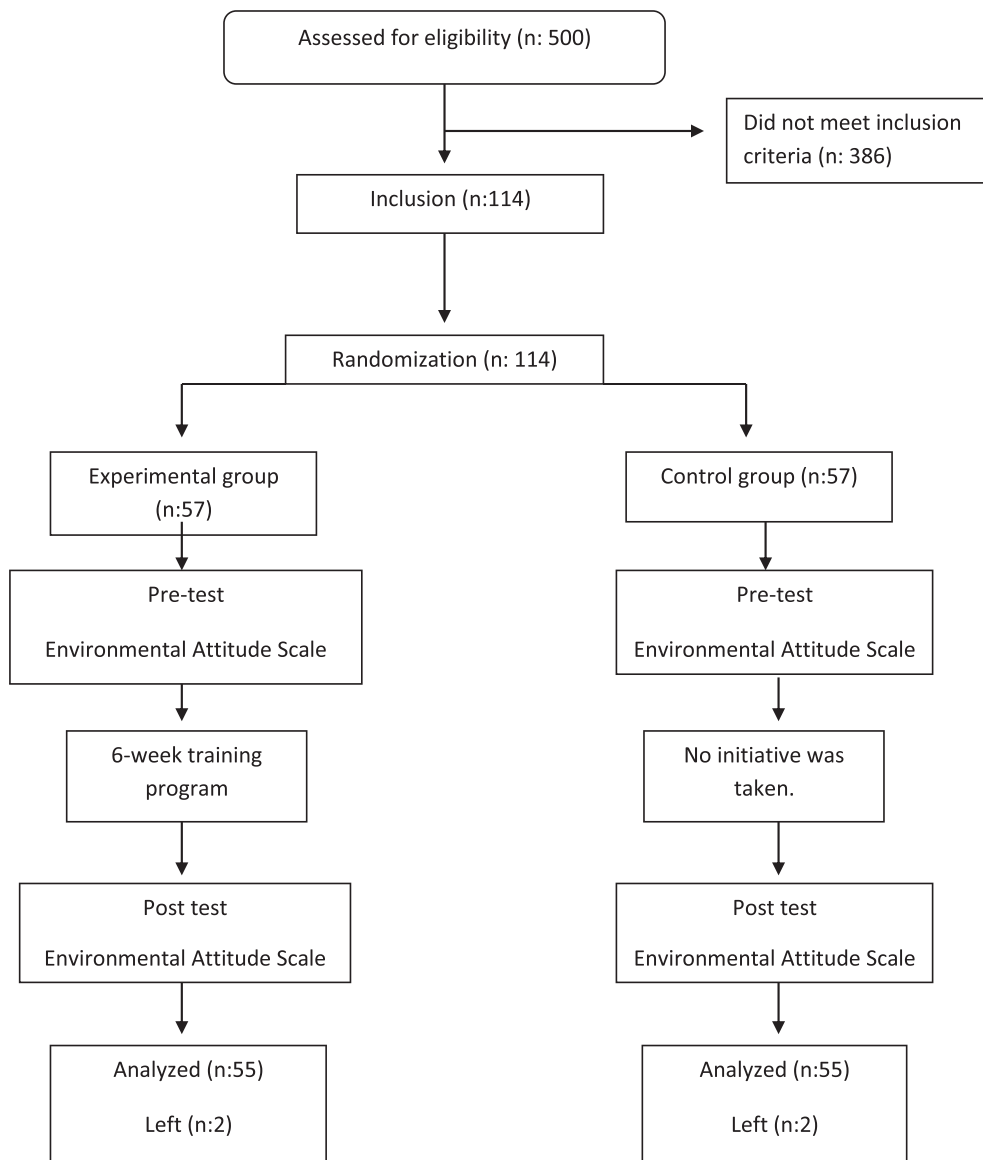 Assessed for eligibility (n: 500)
Did not meet inclusion
criteria (n: 386)
Inclusion (n:114)
Randomization (n: 114)
Experimental group
(n:57)
Control group (n:57)
Pre-test
Environmental Attitude Scale
Pre-test
Environmental Attitude Scale
6-week training
program
No initiative was
taken.
Post test
Environmental Attitude Scale
Post test
Environmental Attitude Scale
Analyzed (n:55)
Left (n:2)
Analyzed (n:55)
Left (n:2)